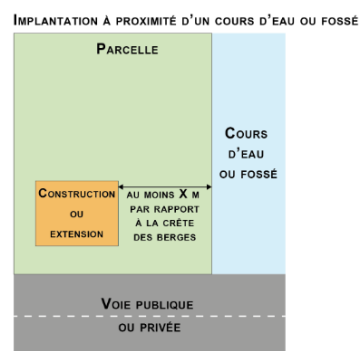 Implantation à proximité d'un cours d'eau ou fossé
Parcelle
Cours
d'eau
ou fossé
Construction
ou
extension
au moins X m
par rapport
à la crête
des berges
Voie publique
ou privée